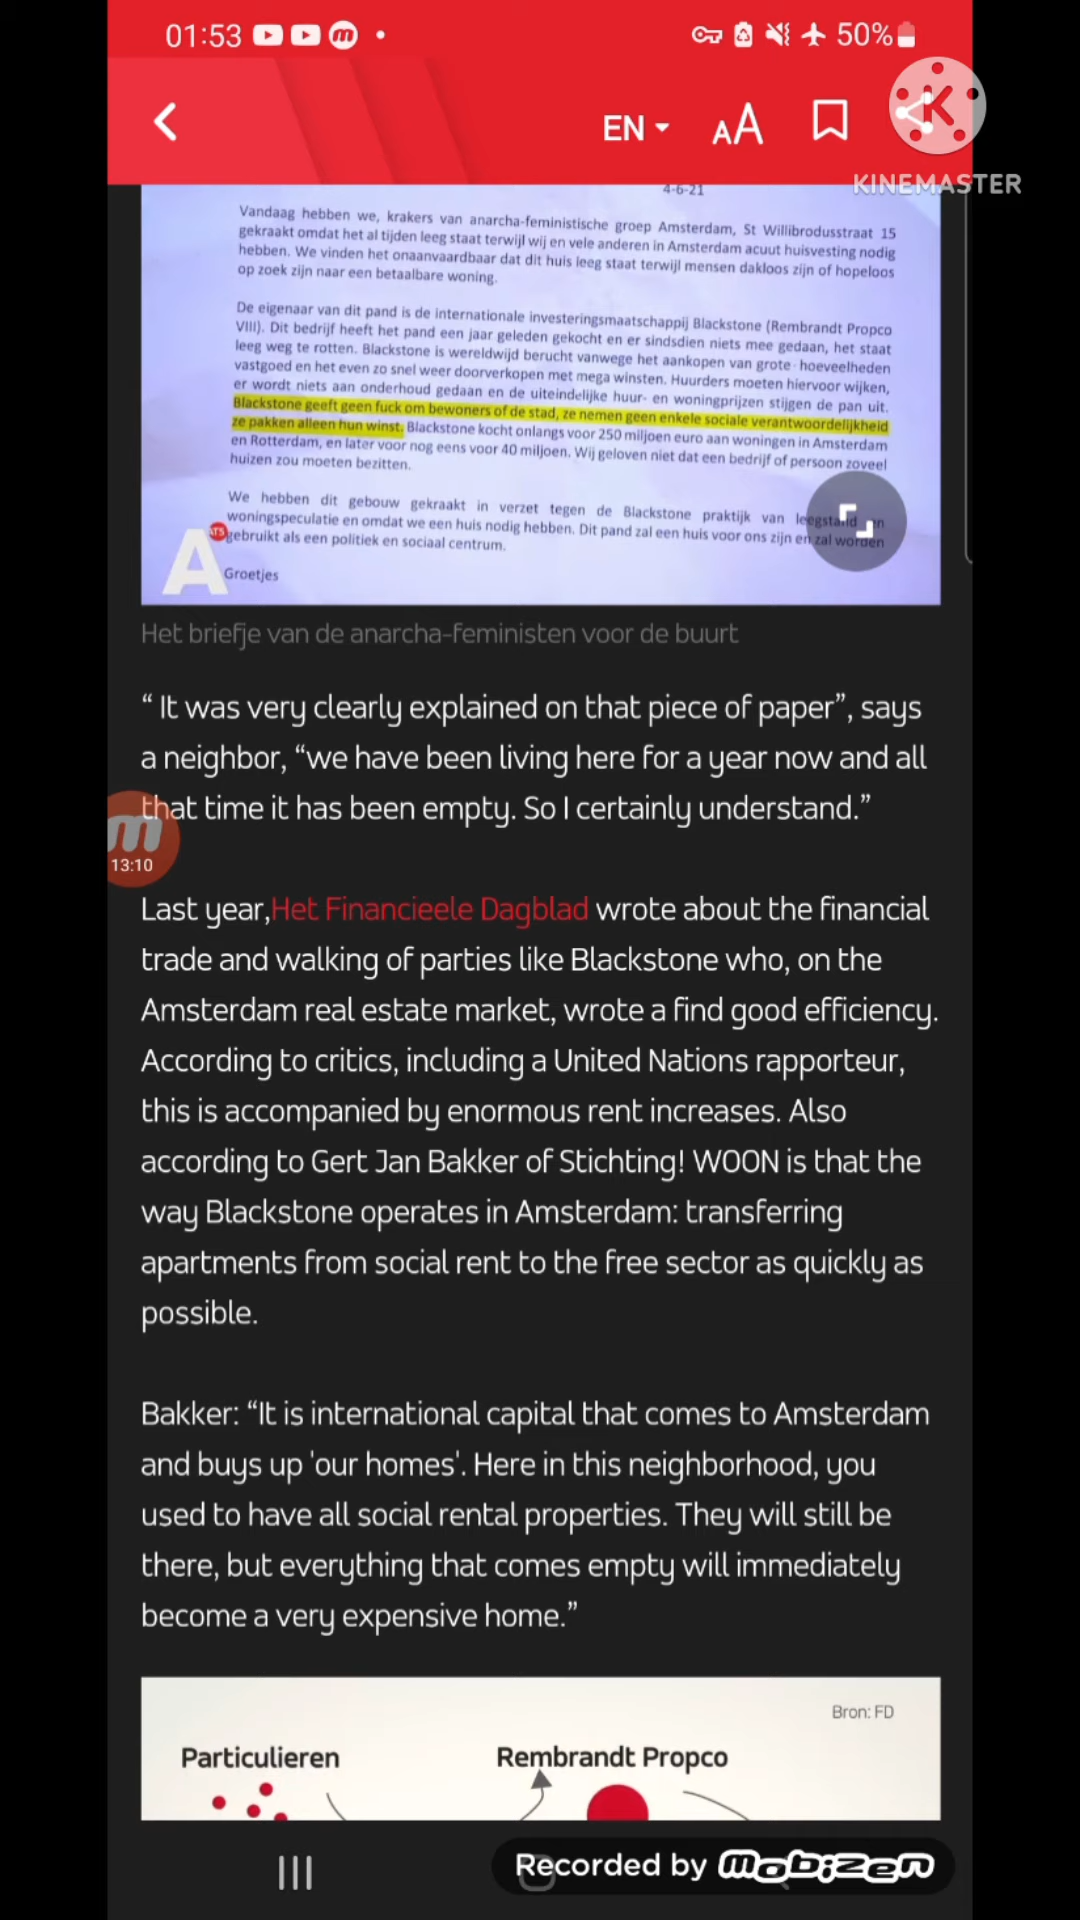 01:53
50%
EN
AA
KINEMASTER
4-6-21
Vandaag hebben we, krakers van anarcha-feministische groep Amsterdam, St Willibrodusstraat 15
gekraakt omdat het al tijden leeg staat terwijl wij en vele anderen in Amsterdam acuut huisvesting nodig
hebben. We vinden het onaanvaardbaar dat dit huis leeg staat terwijl mensen dakloos zijn of hopeloos
op zoek zijn naar een betaalbare woning.
De eigenaar van dit pand is de internationale investeringsmaatschappij Blackstone (Rembrandt Propco
VIII). Dit bedrijf heeft het pand een jaar geleden gekocht en er sindsdien niets mee gedaan, het staat
leeg weg te rotten. Blackstone is wereldwijd berucht vanwege het aankopen van grote hoeveelheden
vastgoed en het even zo snel weer doorverkopen met mega winsten. Huurders moeten hiervoor wijken,
er wordt niets aan onderhoud gedaan en de uiteindelijke huur- en woningprijzen stijgen de pan uit.
Blackstone geeft geen fuck om bewoners of de stad, ze nemen geen enkele sociale verantwoordelijkheid
ze pakken alleen hun winst. Blackstone kocht onlangs voor 250 miljoen euro aan woningen in Amsterdam
en Rotterdam, en later voor nog eens voor 40 miljoen. Wij geloven niet dat een bedrijf of persoon zoveel
huizen zou moeten bezitten.
We hebben dit gebouw gekraakt in verzet tegen de Blackstone praktijk van leegstand en
woningspeculatie en omdat we een huis nodig hebben. Dit pand zal een huis voor ons zijn en zal worden
gebruikt als een politiek en sociaal centrum.
A AT5
Groetjes
Het briefje van de anarcha-feministen voor de buurt
“ It was very clearly explained on that piece of paper”, says
a neighbor, “we have been living here for a year now and all
that time it has been empty. So I certainly understand.”
13:10
Last year,Het Financieele Dagblad wrote about the financial
trade and walking of parties like Blackstone who, on the
Amsterdam real estate market, wrote a find good efficiency.
According to critics, including a United Nations rapporteur,
this is accompanied by enormous rent increases. Also
according to Gert Jan Bakker of Stichting! WOON is that the
way Blackstone operates in Amsterdam: transferring
apartments from social rent to the free sector as quickly as
possible.
Bakker: “It is international capital that comes to Amsterdam
and buys up 'our homes'. Here in this neighborhood, you
used to have all social rental properties. They will still be
there, but everything that comes empty will immediately
become a very expensive home.”
Bron: FD
Particulieren Rembrandt Propco
Recorded by mobizen